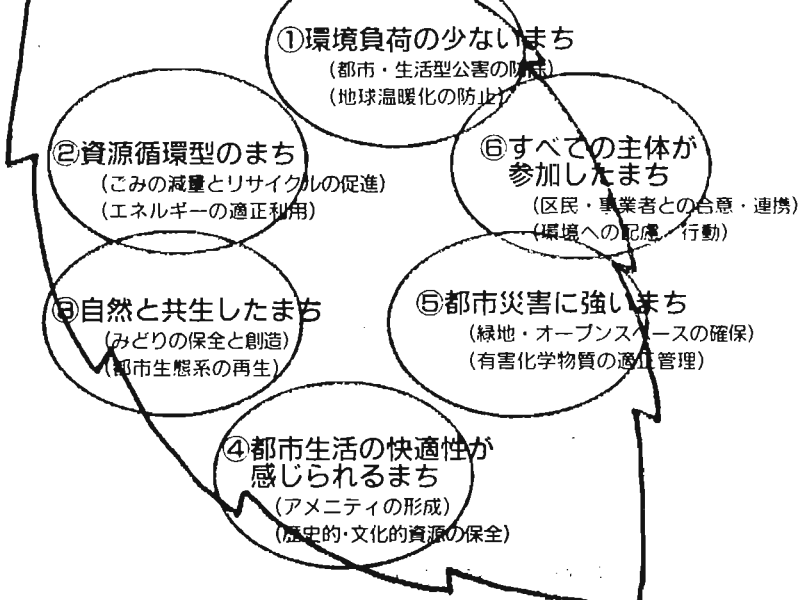 ①環境負荷の少ないまち
(都市・生活型公害の防除)
(地球温暖化の防止)
②資源循環型のまち
(ごみの減量とリサイクルの促進)
(エネルギーの適正利用)
③自然と共生したまち
(みどりの保全と創造)
(都市生態系の再生)
④都市生活の快適性が
感じられるまち
(アメニティの形成)
(歴史的・文化的資源の保全)
⑤都市災害に強いまち
(緑地・オープンスペースの確保)
(有害化学物質の適正管理)
⑥すべての主体が
参加したまち
(区民・事業者との合意・連携)
(環境への配慮・行動)